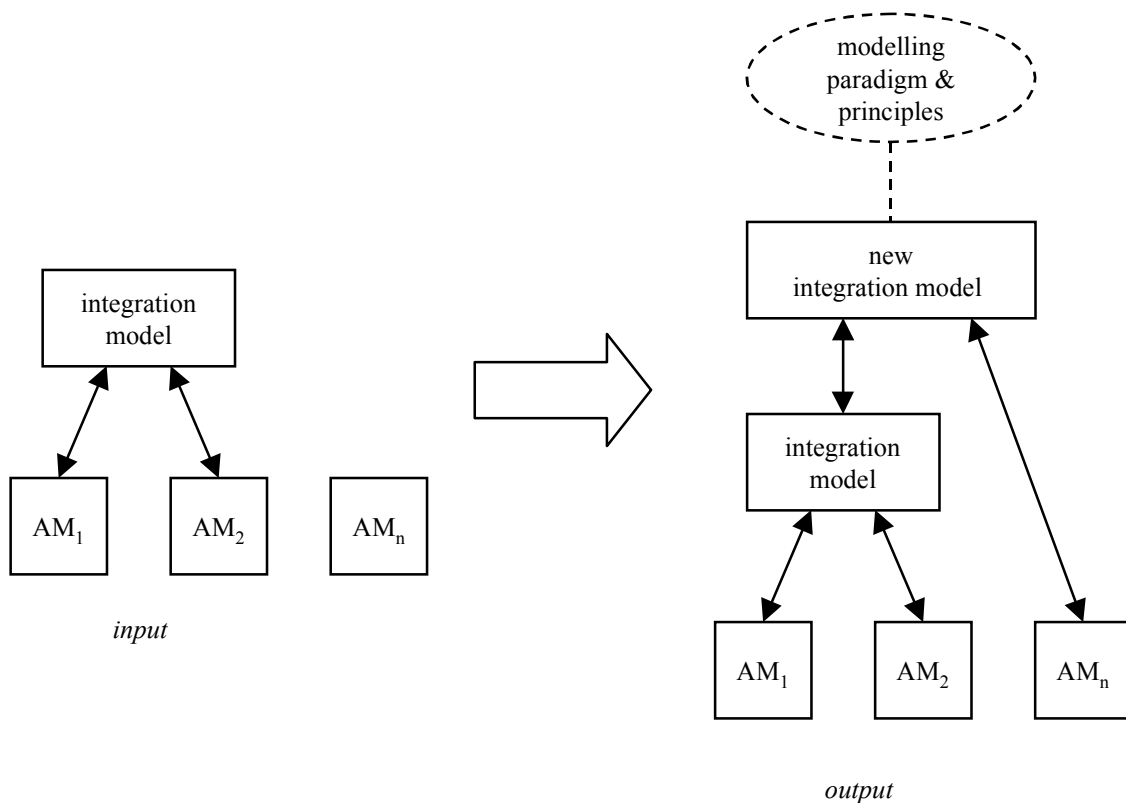 integration
model
AM₁
AM₂
AMₙ
input
modelling
paradigm &
principles
new
integration model
integration
model
AM₁
AM₂
AMₙ
output